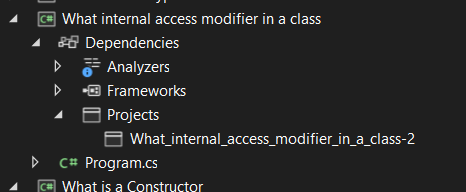 What internal access modifier in a class
Dependencies
Analyzers
Frameworks
Projects
What_internal_access_modifier_in_a_class-2
C# Program.cs
What is a Constructor